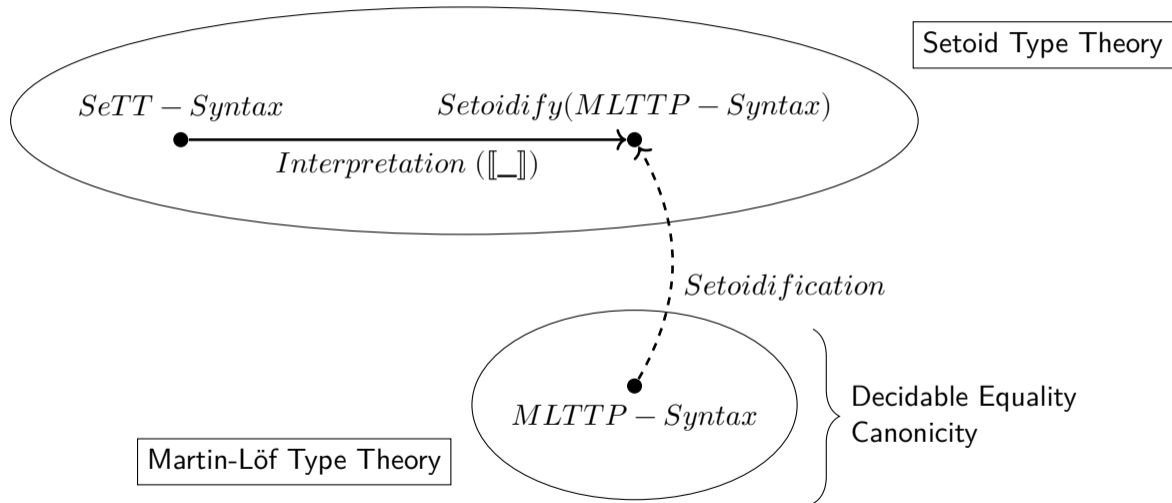 Setoid Type Theory
SeTT − Syntax
Setoidify(MLTTP − Syntax)
Interpretation (⟦_⟧)
Setoidification
MLTTP − Syntax
Decidable Equality
Canonicity
Martin-Löf Type Theory